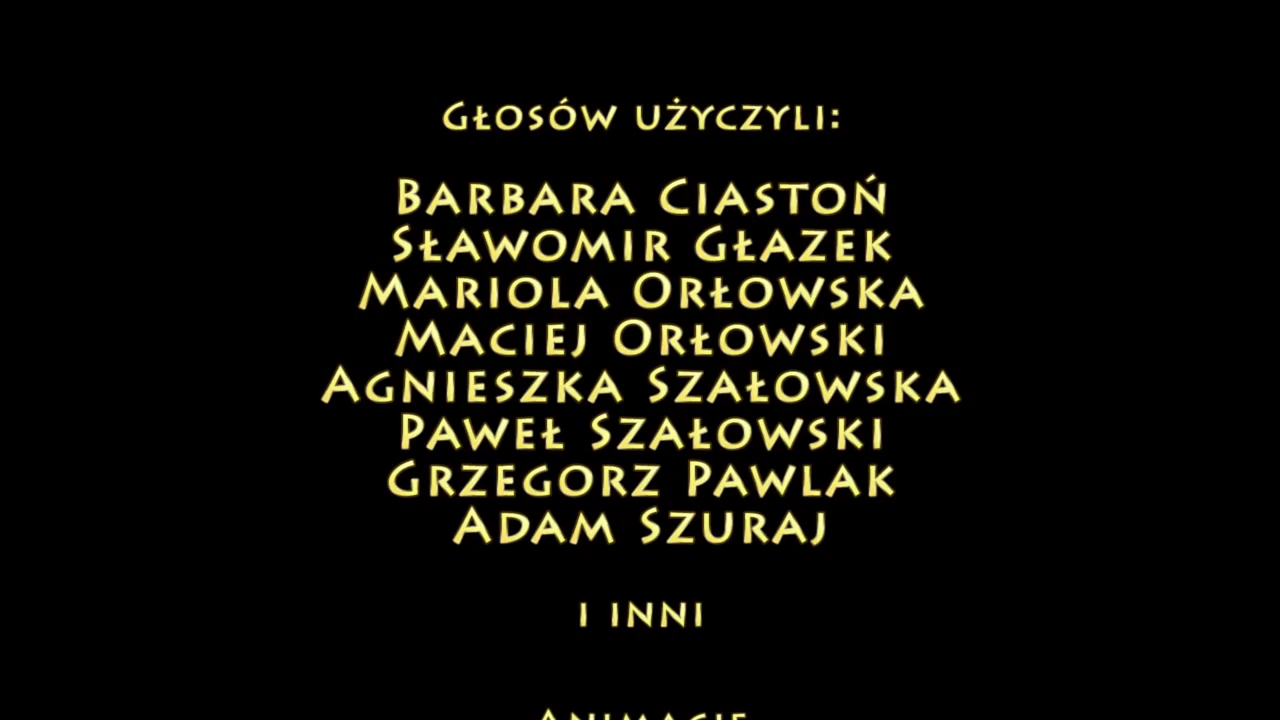 Głosów użyczyli:
Barbara Ciastoń
Sławomir Głazek
Mariola Orłowska
Maciej Orłowski
Agnieszka Szałowska
Paweł Szałowski
Grzegorz Pawlak
Adam Szuraj
i inni